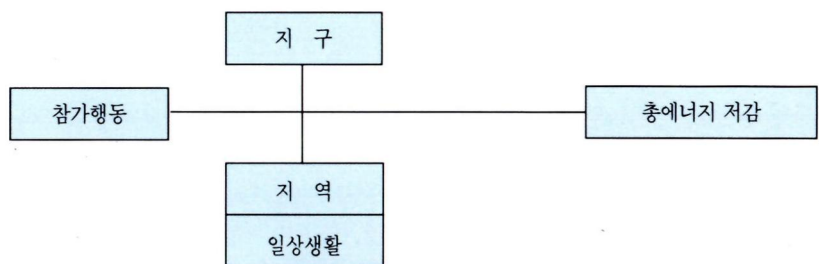 지 구
참가행동
총에너지 저감
지 역
일상생활